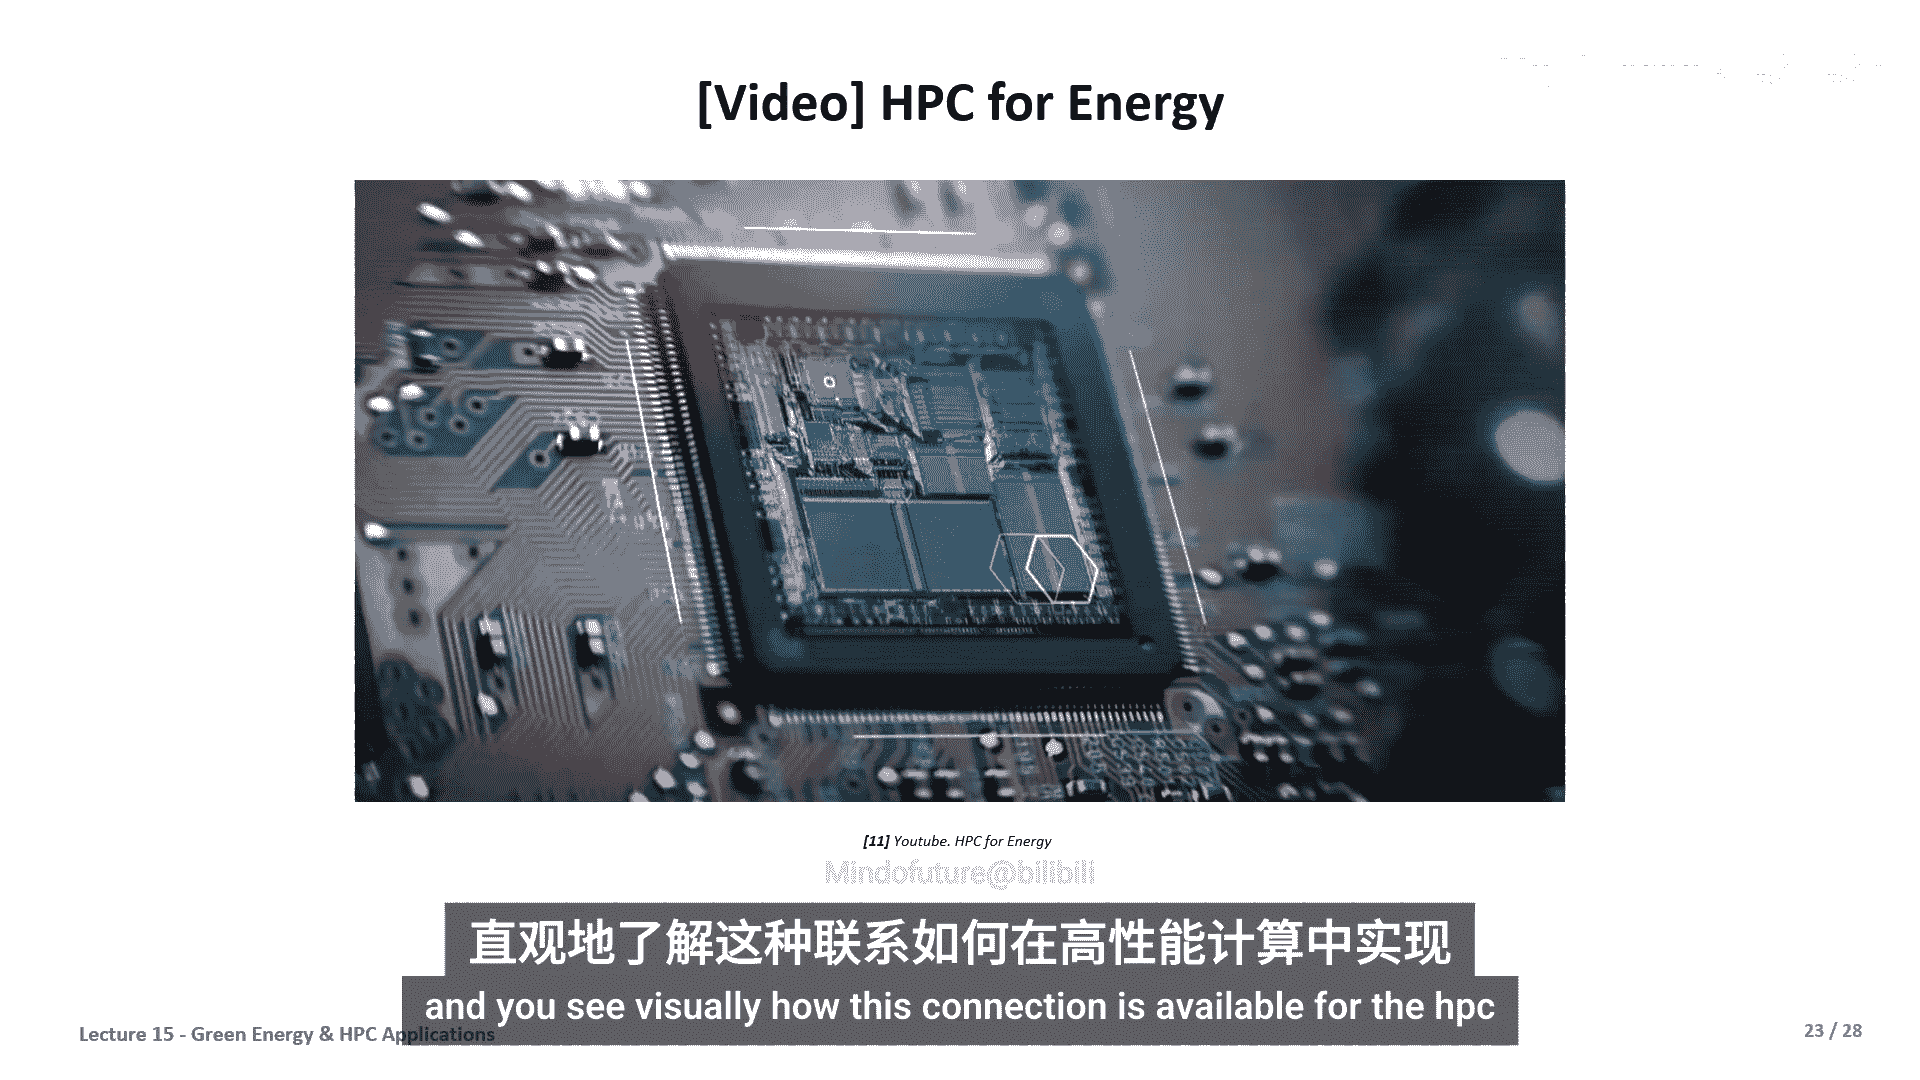 [Video] HPC for Energy
[11] Youtube. HPC for Energy
Mindofuture@bilibili
直观地了解这种联系如何在高性能计算中实现
and you see visually how this connection is available for the hpc
Lecture 15 - Green Energy & HPC Applications
23 / 28